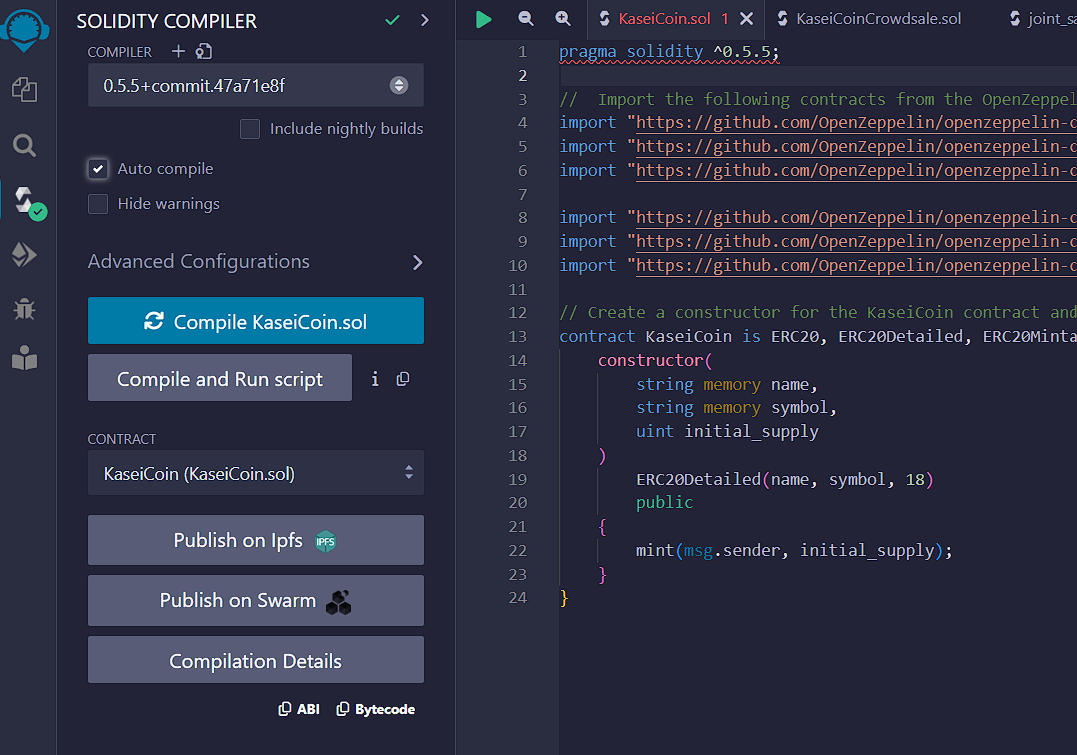 SOLIDITY COMPILER
COMPILER
0.5.5+commit.47a71e8f
Include nightly builds
Auto compile
Hide warnings
Advanced Configurations
Compile KaseiCoin.sol
Compile and Run script
i
CONTRACT
KaseiCoin (KaseiCoin.sol)
Publish on Ipfs IPFS
Publish on Swarm
Compilation Details
ABI Bytecode
KaseiCoin.sol 1 KaseiCoinCrowdsale.sol joint_sa
1 pragma solidity ^0.5.5;
2
3 //  Import the following contracts from the OpenZeppel
4 import "https://github.com/OpenZeppelin/openzeppelin-c
5 import "https://github.com/OpenZeppelin/openzeppelin-c
6 import "https://github.com/OpenZeppelin/openzeppelin-c
7
8 import "https://github.com/OpenZeppelin/openzeppelin-c
9 import "https://github.com/OpenZeppelin/openzeppelin-c
10 import "https://github.com/OpenZeppelin/openzeppelin-c
11
12 // Create a constructor for the KaseiCoin contract and
13 contract KaseiCoin is ERC20, ERC20Detailed, ERC20Minta
14 constructor(
15 string memory name,
16 string memory symbol,
17 uint initial_supply
18 )
19 ERC20Detailed(name, symbol, 18)
20 public
21 {
22 mint(msg.sender, initial_supply);
23 }
24 }